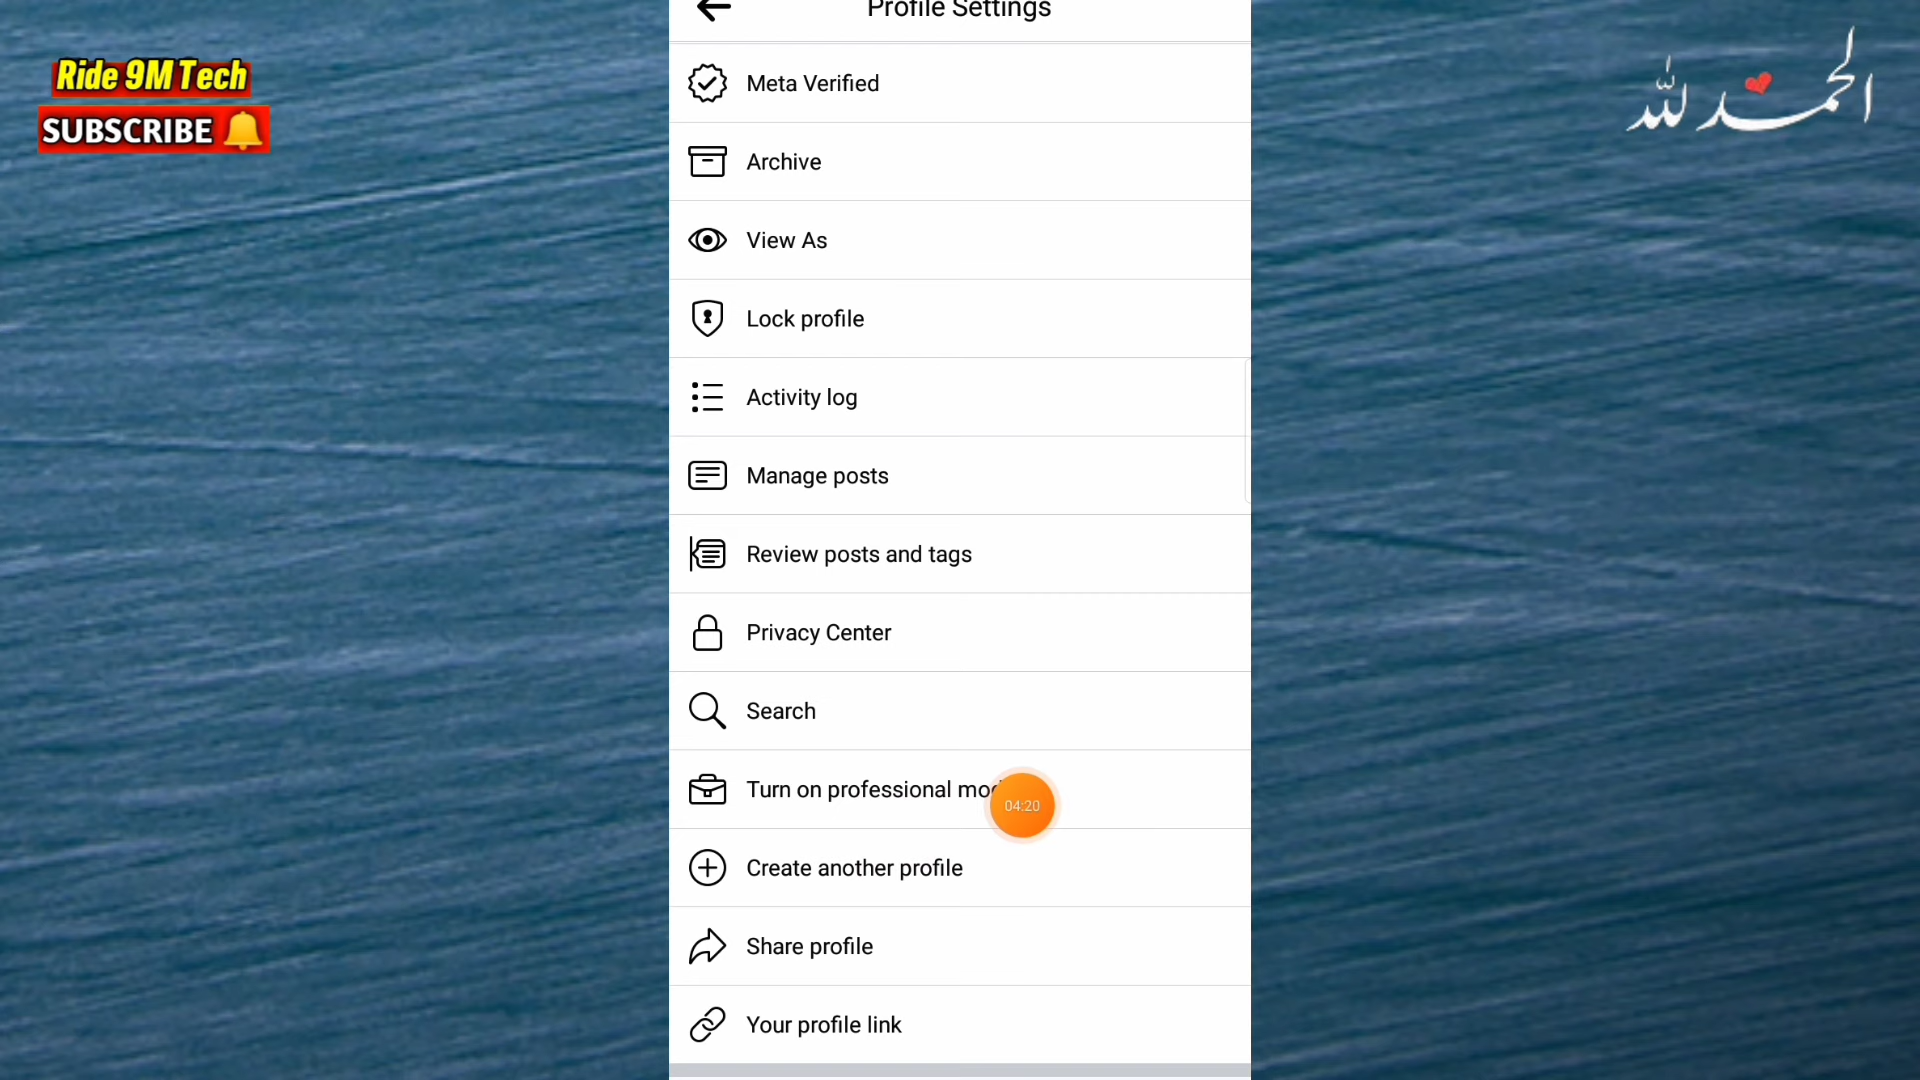 Profile Settings
Ride 9M Tech
SUBSCRIBE
الحمد لله
Meta Verified
Archive
View As
Lock profile
Activity log
Manage posts
Review posts and tags
Privacy Center
Search
Turn on professional mod
04:20
Create another profile
Share profile
Your profile link